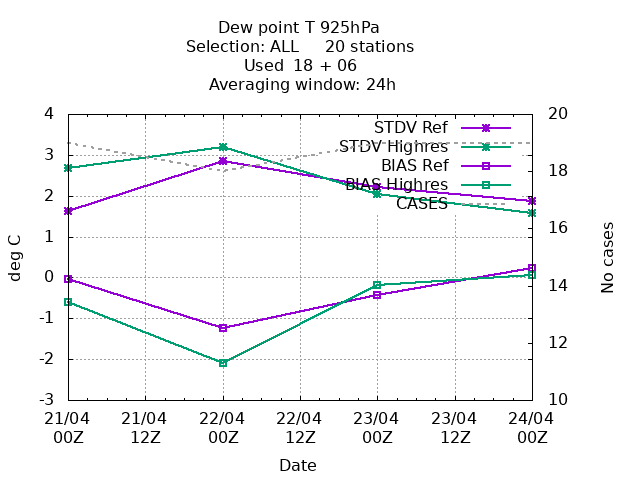 Dew point T 925hPa
Selection: ALL     20 stations
Used  18 + 06
Averaging window: 24h
STDV Ref
STDV Highres
BIAS Ref
BIAS Highres
CASES
4
3
2
1
0
-1
-2
-3
deg C
20
18
16
14
12
10
No cases
21/04 21/04 22/04 22/04 23/04 23/04 24/04
00Z 12Z 00Z 12Z 00Z 12Z 00Z
Date